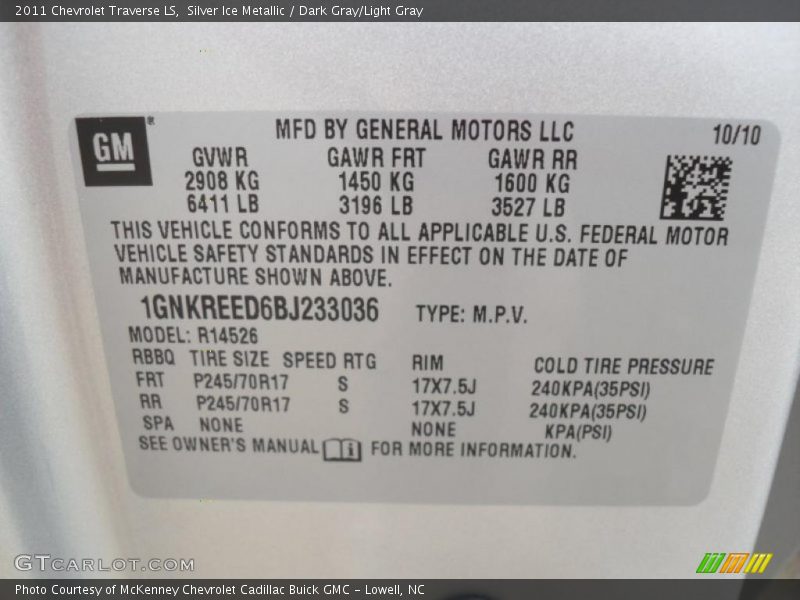 2011 Chevrolet Traverse LS, Silver Ice Metallic / Dark Gray/Light Gray
GM ®
MFD BY GENERAL MOTORS LLC 10/10
GVWR GAWR FRT GAWR RR
2908 KG 1450 KG 1600 KG
6411 LB 3196 LB 3527 LB
THIS VEHICLE CONFORMS TO ALL APPLICABLE U.S. FEDERAL MOTOR
VEHICLE SAFETY STANDARDS IN EFFECT ON THE DATE OF
MANUFACTURE SHOWN ABOVE.
1GNKREED6BJ233036 TYPE: M.P.V.
MODEL: R14526
RBBQ TIRE SIZE SPEED RTG RIM COLD TIRE PRESSURE
FRT P245/70R17 S 17X7.5J 240KPA(35PSI)
RR P245/70R17 S 17X7.5J 240KPA(35PSI)
SPA NONE NONE KPA(PSI)
SEE OWNER'S MANUAL FOR MORE INFORMATION.
GTCARLOT.COM
Photo Courtesy of McKenney Chevrolet Cadillac Buick GMC - Lowell, NC